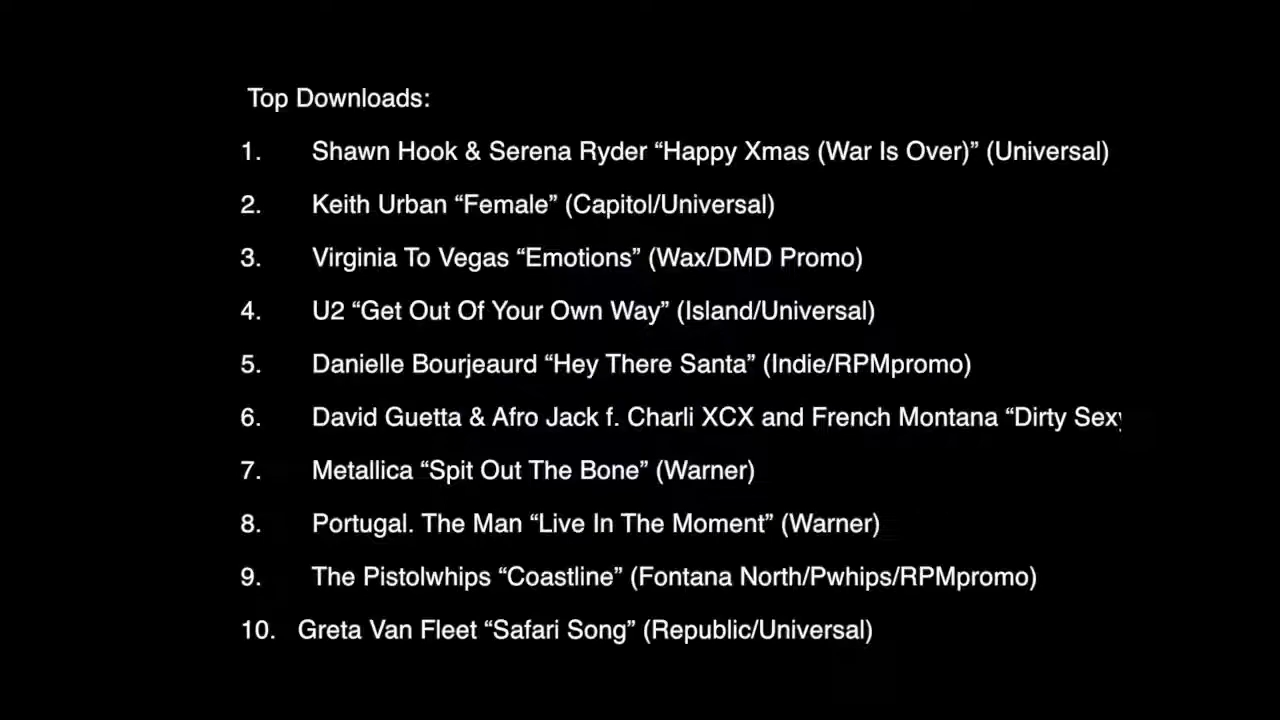 Top Downloads:
1. Shawn Hook & Serena Ryder “Happy Xmas (War Is Over)” (Universal)
2. Keith Urban “Female” (Capitol/Universal)
3. Virginia To Vegas “Emotions” (Wax/DMD Promo)
4. U2 “Get Out Of Your Own Way” (Island/Universal)
5. Danielle Bourjeaurd “Hey There Santa” (Indie/RPMpromo)
6. David Guetta & Afro Jack f. Charli XCX and French Montana “Dirty Sexy
7. Metallica “Spit Out The Bone” (Warner)
8. Portugal. The Man “Live In The Moment” (Warner)
9. The Pistolwhips “Coastline” (Fontana North/Pwhips/RPMpromo)
10. Greta Van Fleet “Safari Song” (Republic/Universal)